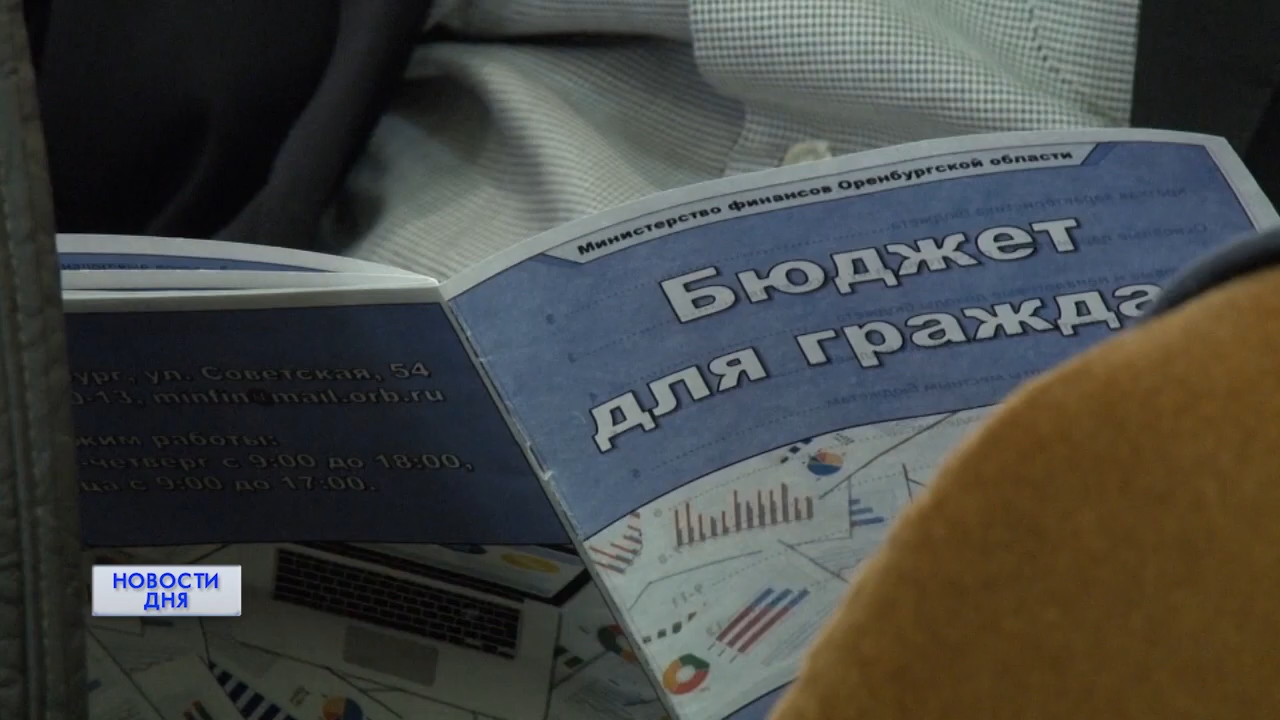 Министерство финансов Оренбургской области
Бюджет
для гражда
ург, ул. Советская, 54
0-13, minfin@mail.orb.ru
жим работы:
-четверг с 9:00 до 18:00,
ца с 9:00 до 17:00.
НОВОСТИ
ДНЯ